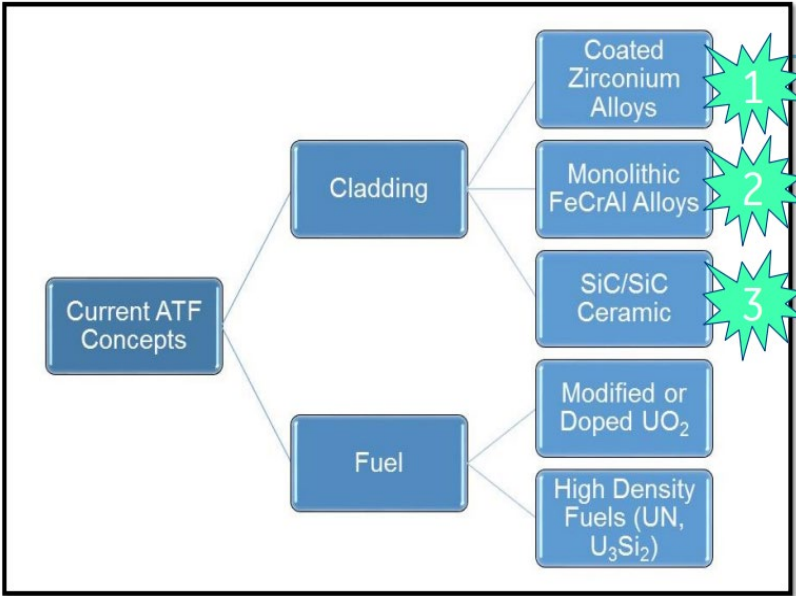 Current ATF
Concepts
Cladding
Coated
Zirconium
Alloys
1
Monolithic
FeCrAl Alloys
2
SiC/SiC
Ceramic
3
Fuel
Modified or
Doped UO₂
High Density
Fuels (UN,
U₃Si₂)